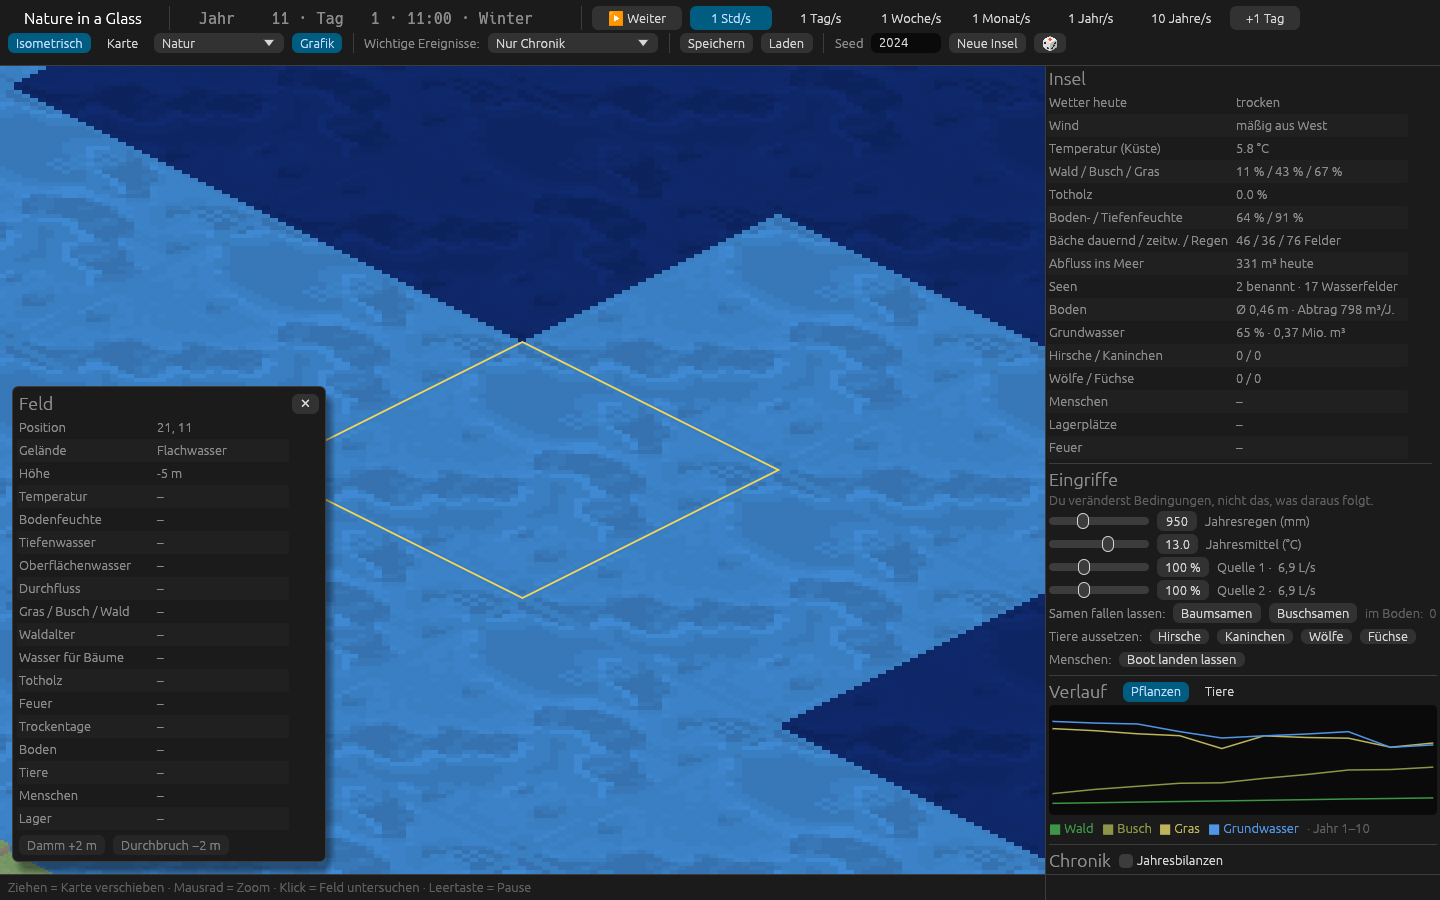 Nature in a Glass
Jahr 11 · Tag 1 · 11:00 · Winter
Weiter 1 Std/s 1 Tag/s 1 Woche/s 1 Monat/s 1 Jahr/s 10 Jahre/s +1 Tag
Isometrisch Karte Natur Grafik Wichtige Ereignisse: Nur Chronik Speichern Laden Seed 2024 Neue Insel
Insel
Wetter heute trocken
Wind mäßig aus West
Temperatur (Küste) 5.8 °C
Wald / Busch / Gras 11 % / 43 % / 67 %
Totholz 0.0 %
Boden- / Tiefenfeuchte 64 % / 91 %
Bäche dauernd / zeitw. / Regen 46 / 36 / 76 Felder
Abfluss ins Meer 331 m³ heute
Seen 2 benannt · 17 Wasserfelder
Boden Ø 0,46 m · Abtrag 798 m³/J.
Grundwasser 65 % · 0,37 Mio. m³
Hirsche / Kaninchen 0 / 0
Wölfe / Füchse 0 / 0
Menschen –
Lagerplätze –
Feuer –
Eingriffe
Du veränderst Bedingungen, nicht das, was daraus folgt.
950 Jahresregen (mm)
13.0 Jahresmittel (°C)
100 % Quelle 1 · 6,9 L/s
100 % Quelle 2 · 6,9 L/s
Samen fallen lassen: Baumsamen Buschsamen im Boden: 0
Tiere aussetzen: Hirsche Kaninchen Wölfe Füchse
Menschen: Boot landen lassen
Verlauf Pflanzen Tiere
Wald Busch Gras Grundwasser · Jahr 1–10
Chronik Jahresbilanzen
Feld ×
Position 21, 11
Gelände Flachwasser
Höhe -5 m
Temperatur –
Bodenfeuchte –
Tiefenwasser –
Oberflächenwasser –
Durchfluss –
Gras / Busch / Wald –
Waldalter –
Wasser für Bäume –
Totholz –
Feuer –
Trockentage –
Boden –
Tiere –
Menschen –
Lager –
Damm +2 m Durchbruch −2 m
Ziehen = Karte verschieben · Mausrad = Zoom · Klick = Feld untersuchen · Leertaste = Pause